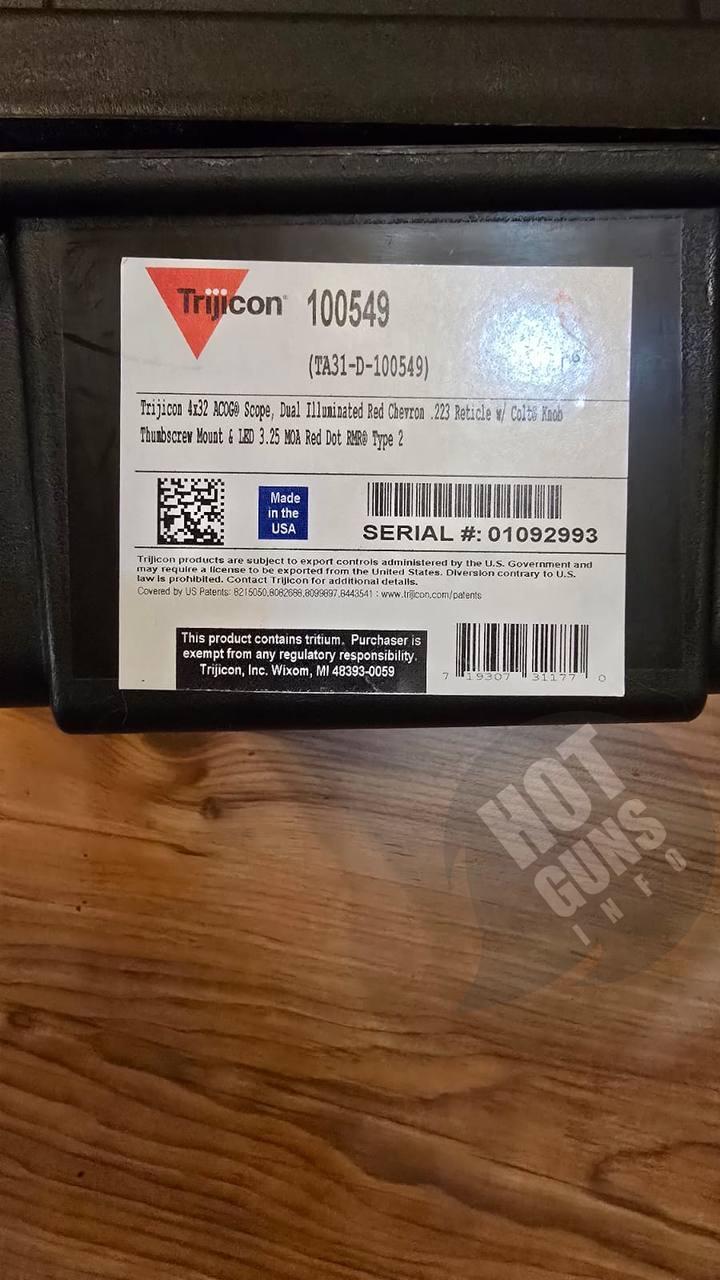 Trijicon® 100549
(TA31-D-100549)
Trijicon 4x32 ACOG® Scope, Dual Illuminated Red Chevron .223 Reticle w/ Colt® Knob
Thumbscrew Mount & LED 3.25 MOA Red Dot RMR® Type 2
Made
in the
USA
SERIAL #: 01092993
Trijicon products are subject to export controls administered by the U.S. Government and
may require a license to be exported from the United States. Diversion contrary to U.S.
law is prohibited. Contact Trijicon for additional details.
Covered by US Patents: 8215050,8082688,8099897,8443541 : www.trijicon.com/patents
This product contains tritium. Purchaser is
exempt from any regulatory responsibility.
Trijicon, Inc. Wixom, MI 48393-0059
7 19307 31177 0
HOT
GUNS
INFO